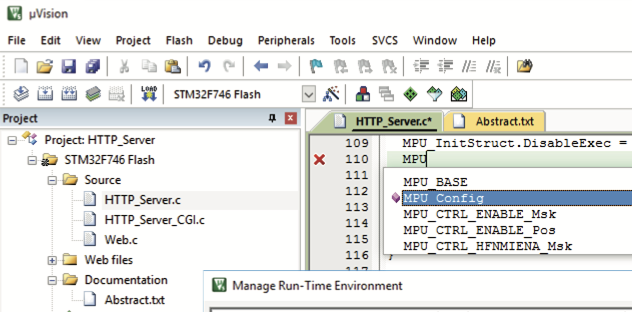 µVision
File Edit View Project Flash Debug Peripherals Tools SVCS Window Help
LOAD STM32F746 Flash
Project
HTTP_Server.c* Abstract.txt
Project: HTTP_Server
STM32F746 Flash
Source
HTTP_Server.c
HTTP_Server_CGI.c
Web.c
Web files
Documentation
Abstract.txt
109 MPU_InitStruct.DisableExec =
110 MPU
111
112 MPU_BASE
113 MPU_Config
114 MPU_CTRL_ENABLE_Msk
115 MPU_CTRL_ENABLE_Pos
116 } MPU_CTRL_HFNMIENA_Msk
Manage Run-Time Environment